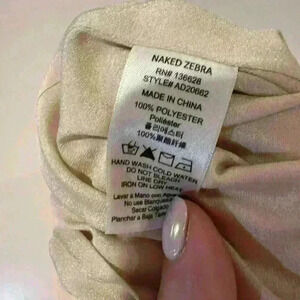 NAKED ZEBRA
RN# 136628
STYLE# AD20662
MADE IN CHINA
100% POLYESTER
Poliéster
폴리에스터
100%聚酯纤维
HAND WASH COLD WATER
DO NOT BLEACH
LINE DRY
IRON ON LOW HEAT
Lavar a Mano con
No use Blanqueador
Secar Colgado
Planchar a Baja